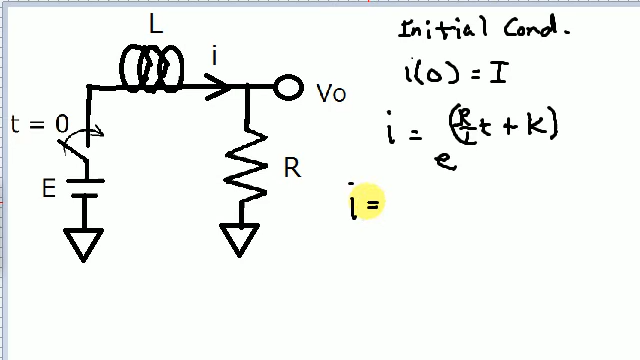 L
i
Vo
t = 0
E
R
Initial Cond.
i(0) = I
i = e^(R/L t + K)
i =